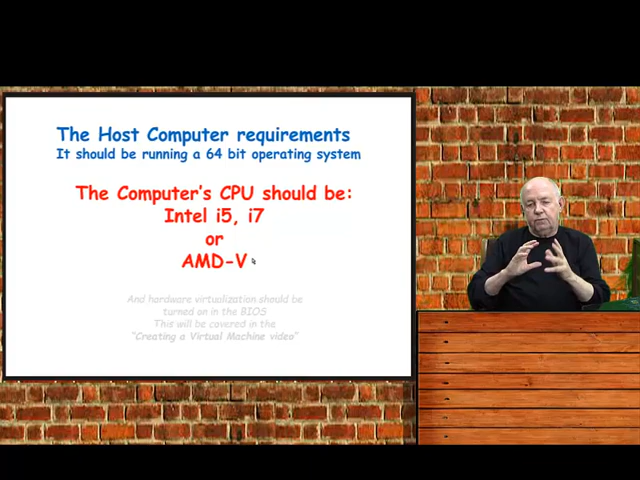 The Host Computer requirements
It should be running a 64 bit operating system
The Computer's CPU should be:
Intel i5, i7
or
AMD-V
And hardware virtualization should be
turned on in the BIOS
This will be covered in the
"Creating a Virtual Machine video"